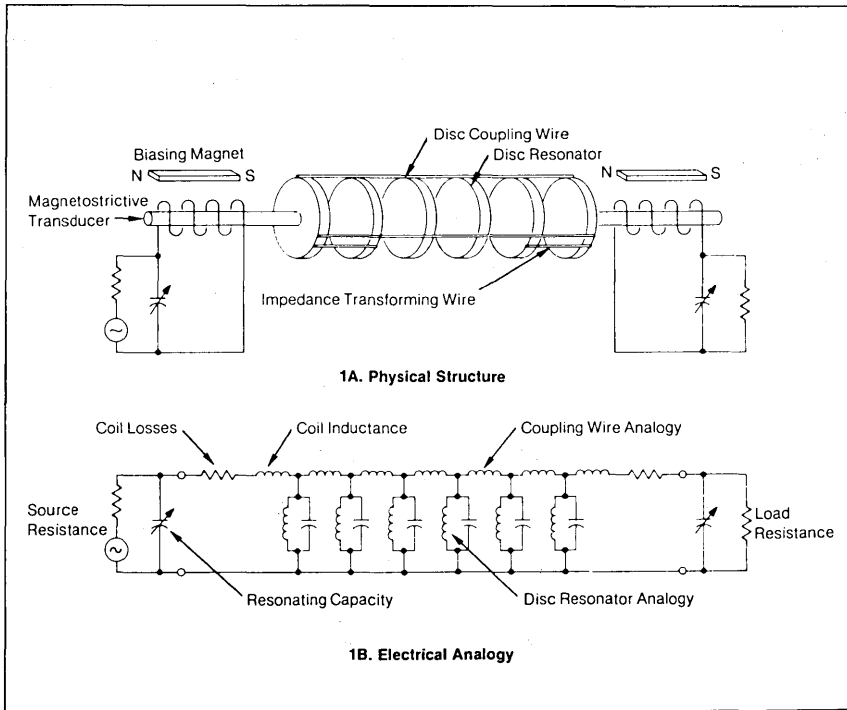 Disc Coupling Wire
Disc Resonator
Biasing Magnet
N S
N S
Magnetostrictive
Transducer
~
Impedance Transforming Wire
1A. Physical Structure
Coil Losses
Coil Inductance
Coupling Wire Analogy
Source
Resistance
~
Load
Resistance
Resonating Capacity
Disc Resonator Analogy
1B. Electrical Analogy